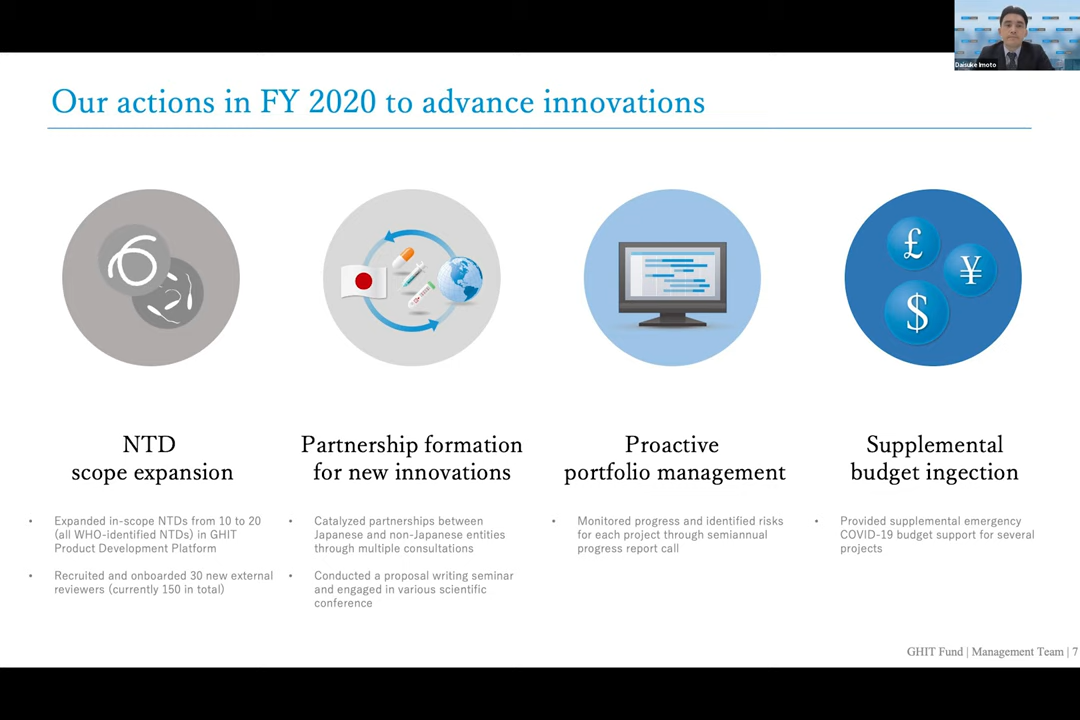 Daisuke Imoto
Our actions in FY 2020 to advance innovations
£
¥
$
NTD
scope expansion
• Expanded in-scope NTDs from 10 to 20
(all WHO-identified NTDs) in GHIT
Product Development Platform
• Recruited and onboarded 30 new external
reviewers (currently 150 in total)
Partnership formation
for new innovations
• Catalyzed partnerships between
Japanese and non-Japanese entities
through multiple consultations
• Conducted a proposal writing seminar
and engaged in various scientific
conference
Proactive
portfolio management
• Monitored progress and identified risks
for each project through semiannual
progress report call
Supplemental
budget ingection
• Provided supplemental emergency
COVID-19 budget support for several
projects
GHIT Fund | Management Team | 7